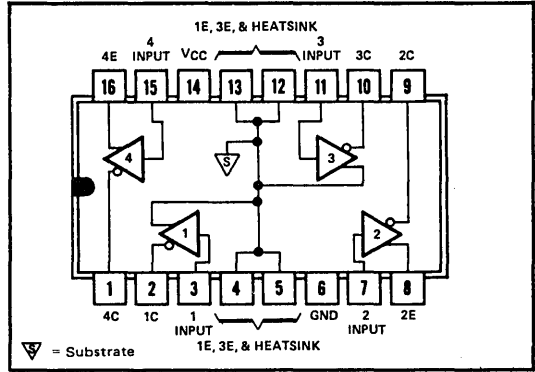 1E, 3E, & HEATSINK
4E 4 INPUT VCC 3 INPUT 3C 2C
16 15 14 13 12 11 10 9
4 S 3
1 2
1 2 3 4 5 6 7 8
4C 1C 1 INPUT GND 2 INPUT 2E
1E, 3E, & HEATSINK
S = Substrate